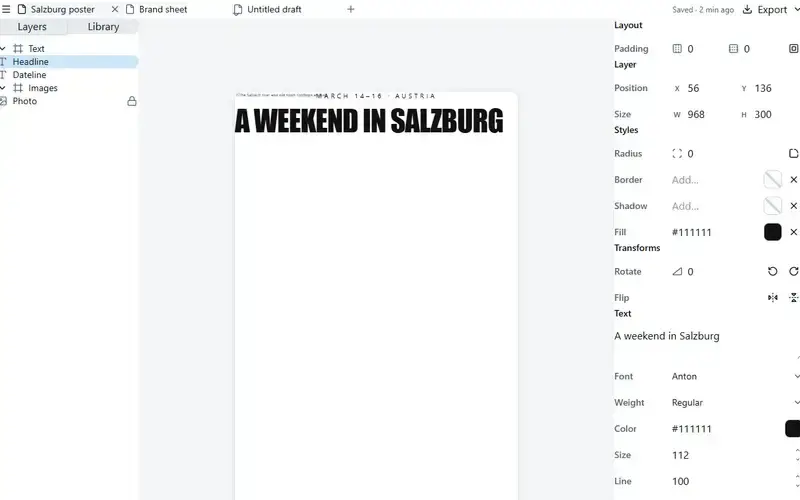 Salzburg poster
Brand sheet
Untitled draft
Saved · 2 min ago
Export
Layers
Library
Text
Headline
Dateline
Images
Photo
MARCH 14–16 · AUSTRIA
A WEEKEND IN SALZBURG
Layout
Padding 0 0
Layer
Position X 56 Y 136
Size W 968 H 300
Styles
Radius 0
Border Add...
Shadow Add...
Fill #111111
Transforms
Rotate 0
Flip
Text
A weekend in Salzburg
Font Anton
Weight Regular
Color #111111
Size 112
Line 100